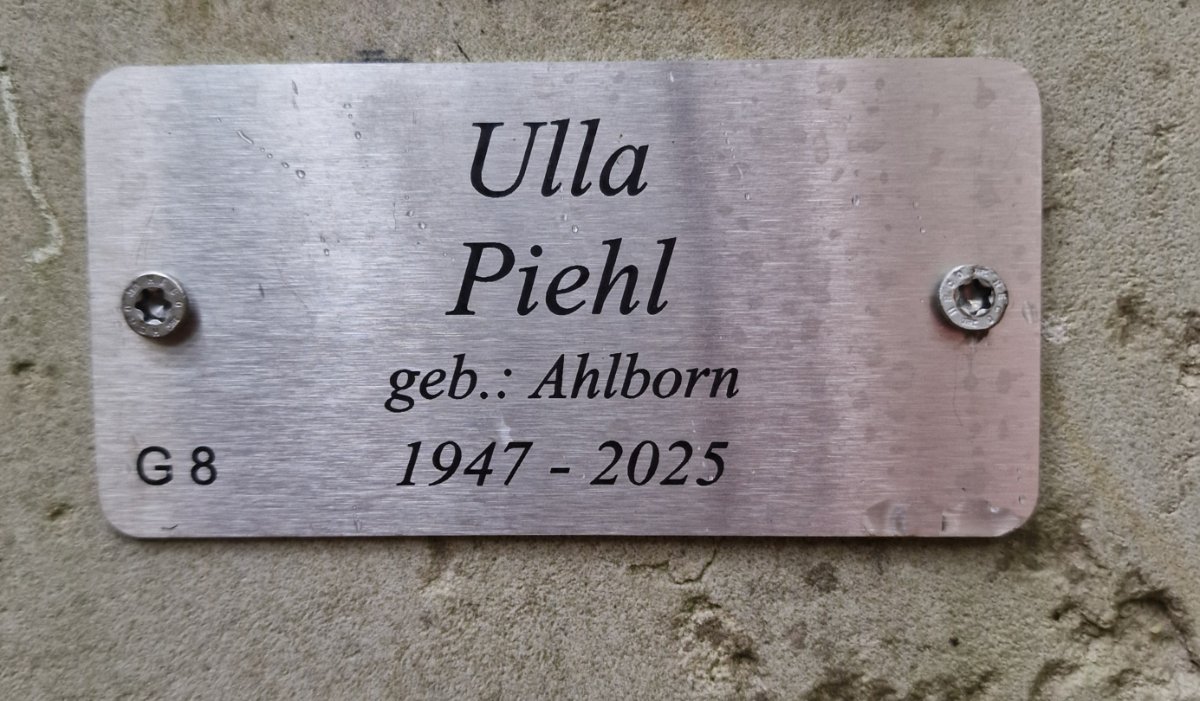 Ulla
Piehl
geb.: Ahlborn
G 8 1947 - 2025